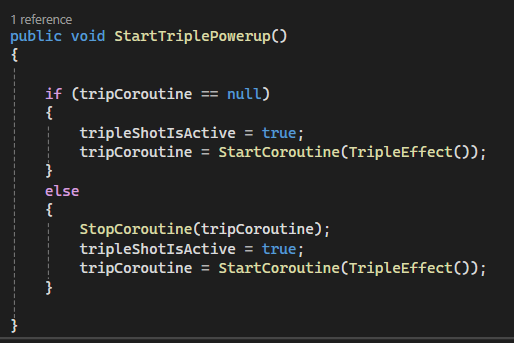 1 reference
public void StartTriplePowerup()
{
if (tripCoroutine == null)
{
tripleShotIsActive = true;
tripCoroutine = StartCoroutine(TripleEffect());
}
else
{
StopCoroutine(tripCoroutine);
tripleShotIsActive = true;
tripCoroutine = StartCoroutine(TripleEffect());
}
}